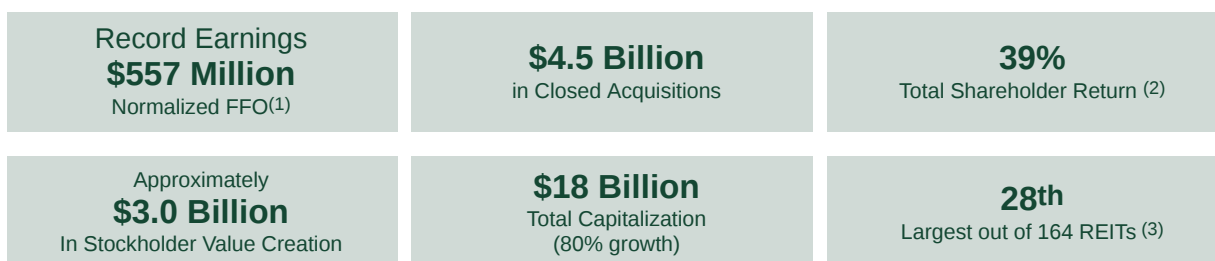 Record Earnings
$557 Million
Normalized FFO(1)
$4.5 Billion
in Closed Acquisitions
39%
Total Shareholder Return (2)
Approximately
$3.0 Billion
In Stockholder Value Creation
$18 Billion
Total Capitalization
(80% growth)
28th
Largest out of 164 REITs (3)